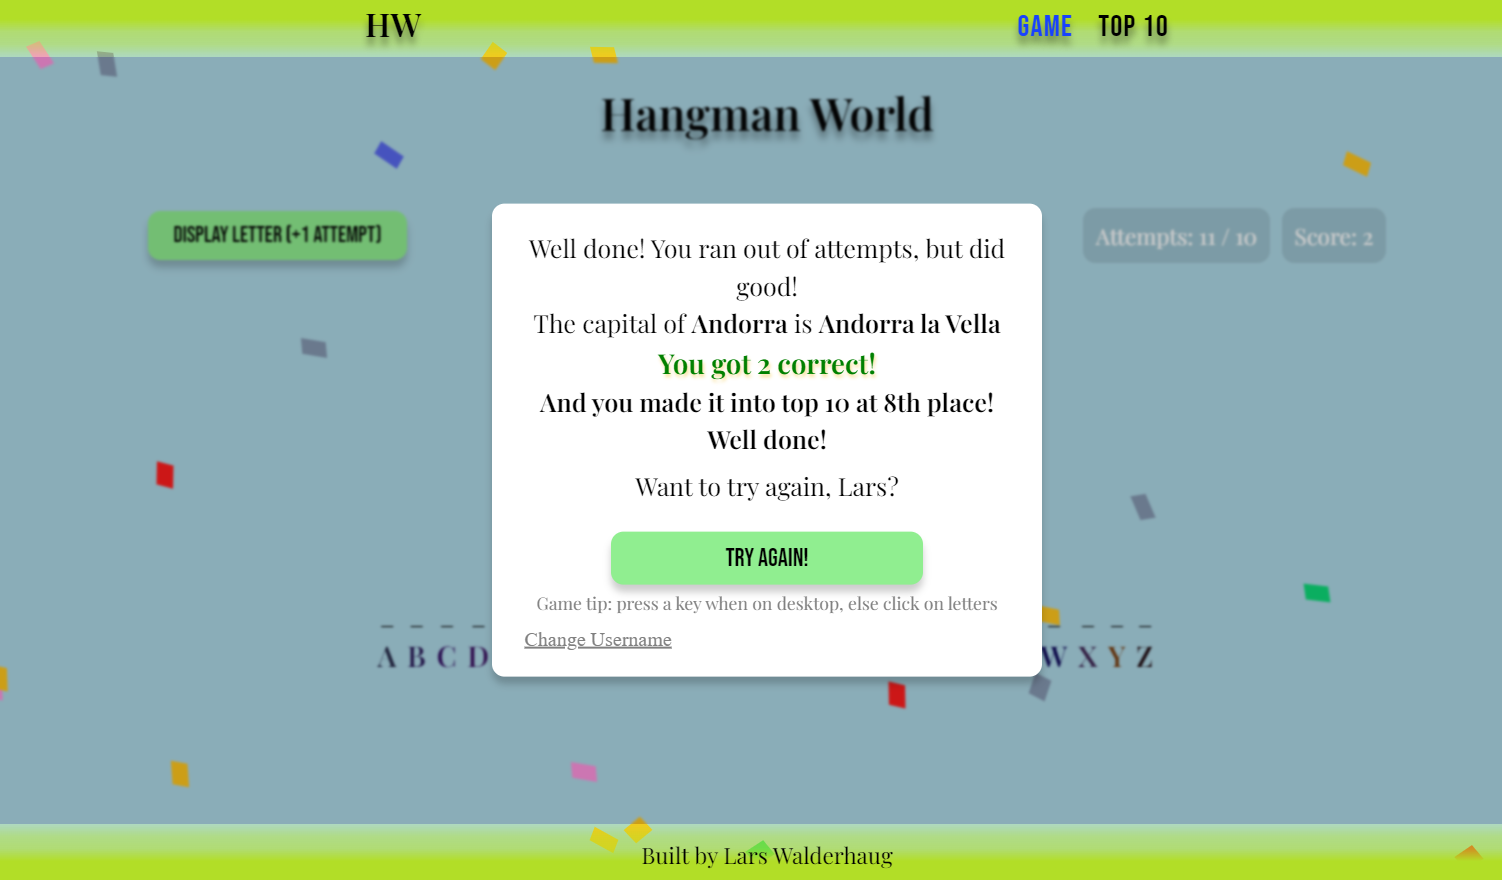 HW
GAME TOP 10
Hangman World
DISPLAY LETTER (+1 ATTEMPT)
Attempts: 11 / 10 Score: 2
Well done! You ran out of attempts, but did
good!
The capital of Andorra is Andorra la Vella
You got 2 correct!
And you made it into top 10 at 8th place!
Well done!
Want to try again, Lars?
TRY AGAIN!
Game tip: press a key when on desktop, else click on letters
Change Username
A B C D W X Y Z
Built by Lars Walderhaug